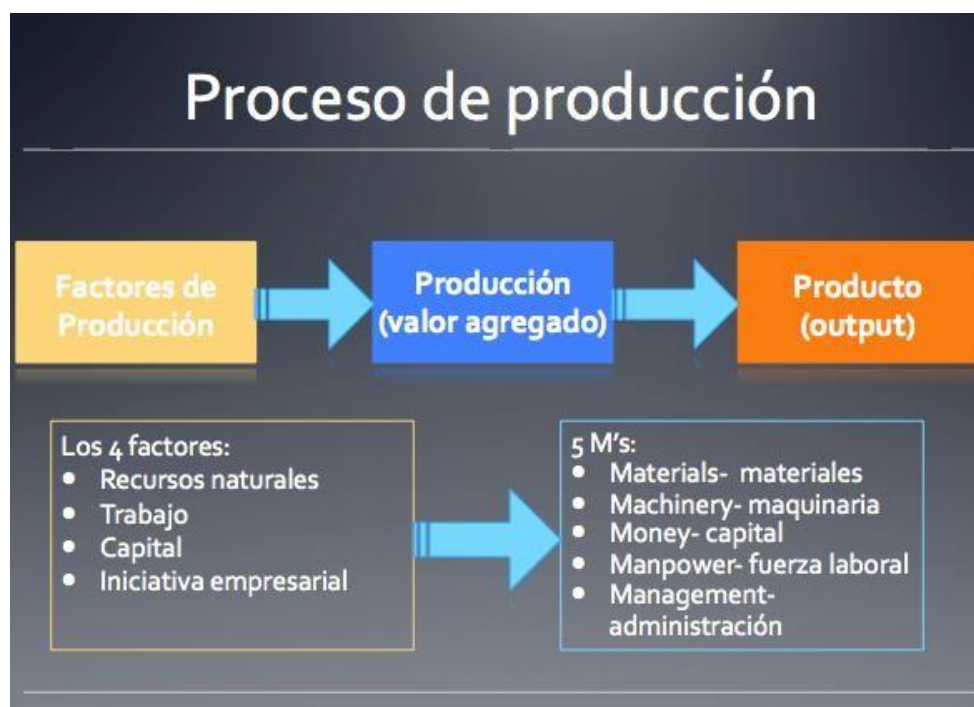 Proceso de producción
Factores de
Producción
Producción
(valor agregado)
Producto
(output)
Los 4 factores:
• Recursos naturales
• Trabajo
• Capital
• Iniciativa empresarial
5 M's:
• Materials- materiales
• Machinery- maquinaria
• Money- capital
• Manpower- fuerza laboral
• Management-
administración